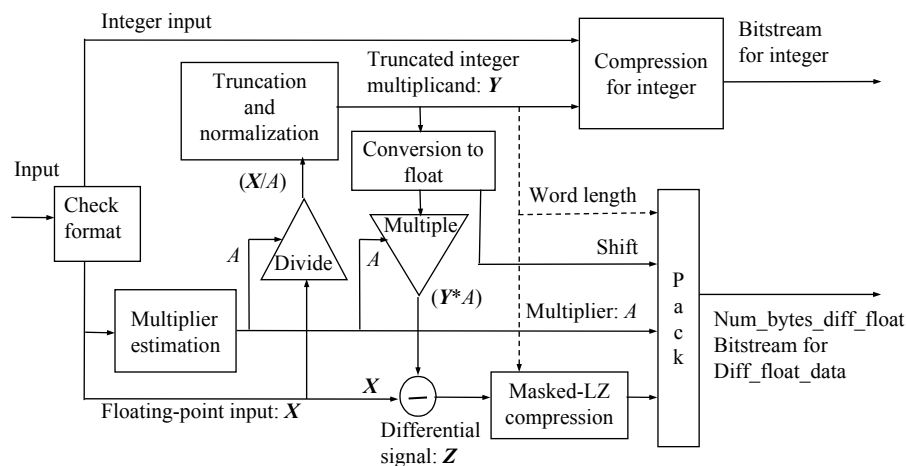 Integer input
Bitstream
for integer
Truncation
and
normalization
Truncated integer
multiplicand: Y
Compression
for integer
Conversion to
float
Input
(X/A)
Word length
Check
format
Multiple
A
Divide
A
Shift
(Y*A)
P
a
c
k
Multiplier
estimation
Multiplier: A
Num_bytes_diff_float
Bitstream for
Diff_float_data
X
Masked-LZ
compression
Floating-point input: X
Differential
signal: Z